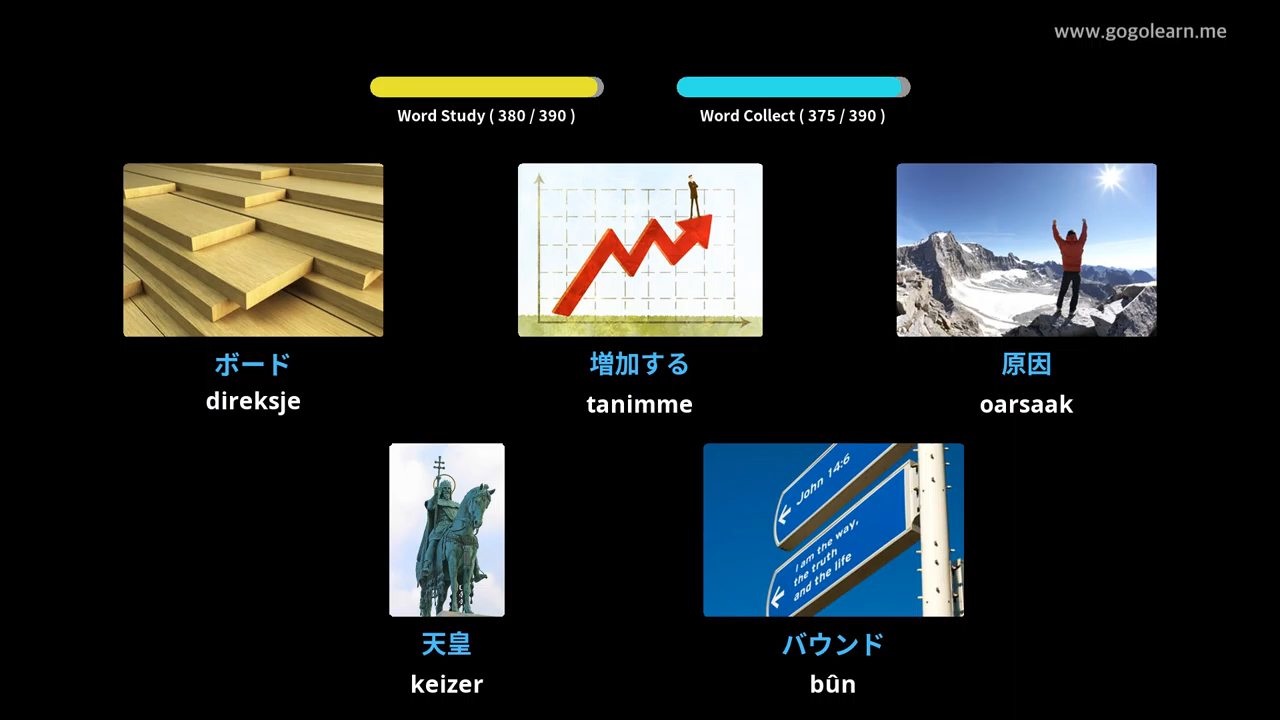 www.gogolearn.me
Word Study ( 380 / 390 )
Word Collect ( 375 / 390 )
ボード
direksje
増加する
tanimme
原因
oarsaak
John 14:6
I am the way,
the truth
and the life
天皇
keizer
バウンド
bûn